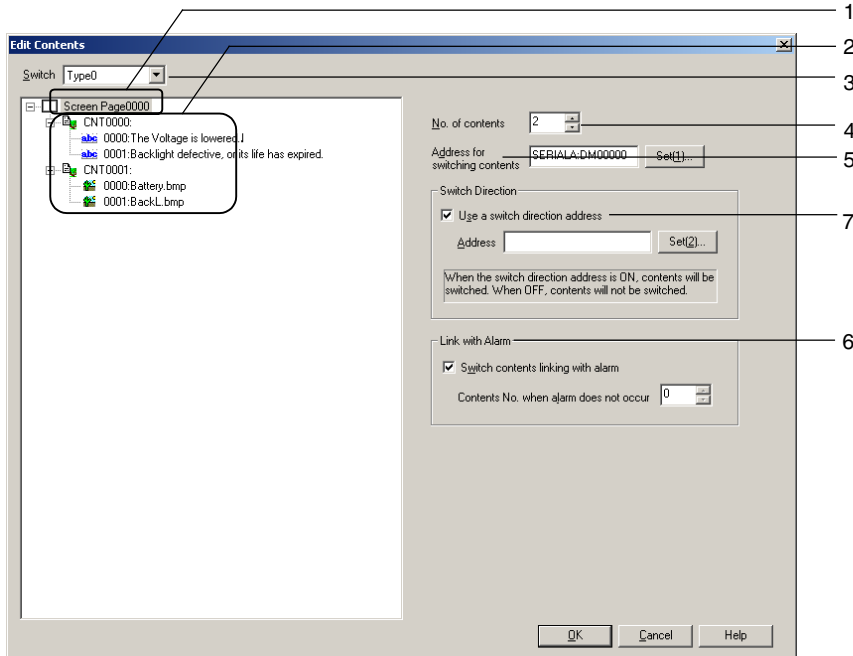 1
Edit Contents
2
Switch Type0
3
Screen Page0000
CNT0000:
abc 0000:The Voltage is lowered.
abc 0001:Backlight defective, or its life has expired.
CNT0001:
0000:Battery.bmp
0001:BackL.bmp
No. of contents 2
4
Address for switching contents SERIALA:DM00000 Set(1)...
5
Switch Direction
Use a switch direction address
7
Address Set(2)...
When the switch direction address is ON, contents will be
switched. When OFF, contents will not be switched.
Link with Alarm
6
Switch contents linking with alarm
Contents No. when alarm does not occur 0
OK Cancel Help